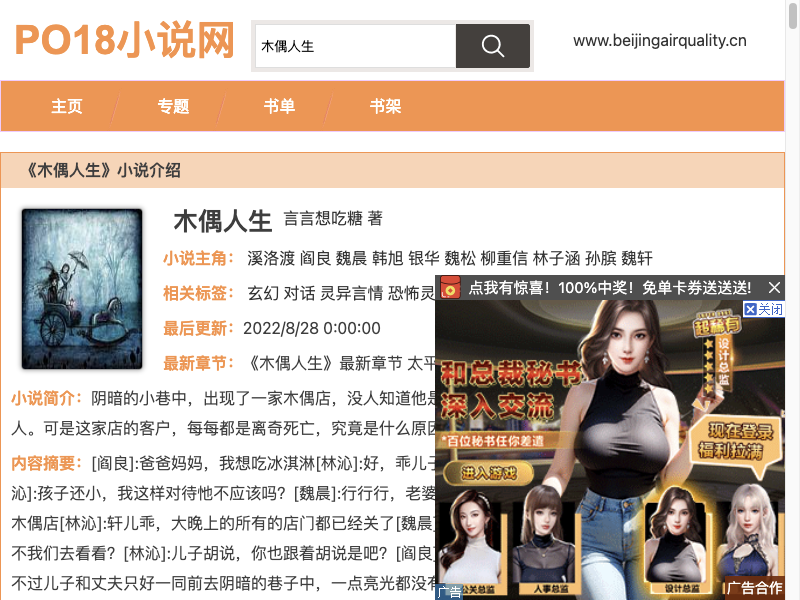 PO18小说网
木偶人生
www.beijingairquality.cn
主页 专题 书单 书架
《木偶人生》小说介绍
木偶人生 言言想吃糖 著
小说主角： 溪洛渡 阎良 魏晨 韩旭 银华 魏松 柳重信 林子涵 孙膑 魏轩
相关标签： 玄幻 对话 灵异言情 恐怖灵
最后更新：2022/8/28 0:00:00
最新章节： 《木偶人生》最新章节 太平
小说简介：阴暗的小巷中，出现了一家木偶店，没人知道他是
人。可是这家店的客户，每每都是离奇死亡，究竟是什么原因
内容摘要：[阎良]:爸爸妈妈，我想吃冰淇淋[林沁]:好，乖儿子
沁]:孩子还小，我这样对待他不应该吗？[魏晨]:行行行，老婆
木偶店[林沁]:轩儿乖，大晚上的所有的店门都已经关了[魏晨]
不我们去看看？[林沁]:儿子胡说，你也跟着胡说是吧？[阎良]
不过儿子和丈夫只好一同前去阴暗的巷子中，一点亮光都没有
点我有惊喜！100%中奖！免单卡券送送送！
关闭
超稀有
设计总监
和总裁秘书
深入交流
*百位秘书任你差遣
进入游戏
现在登录
福利拉满
公关总监
人事总监
设计总监
广告
广告合作